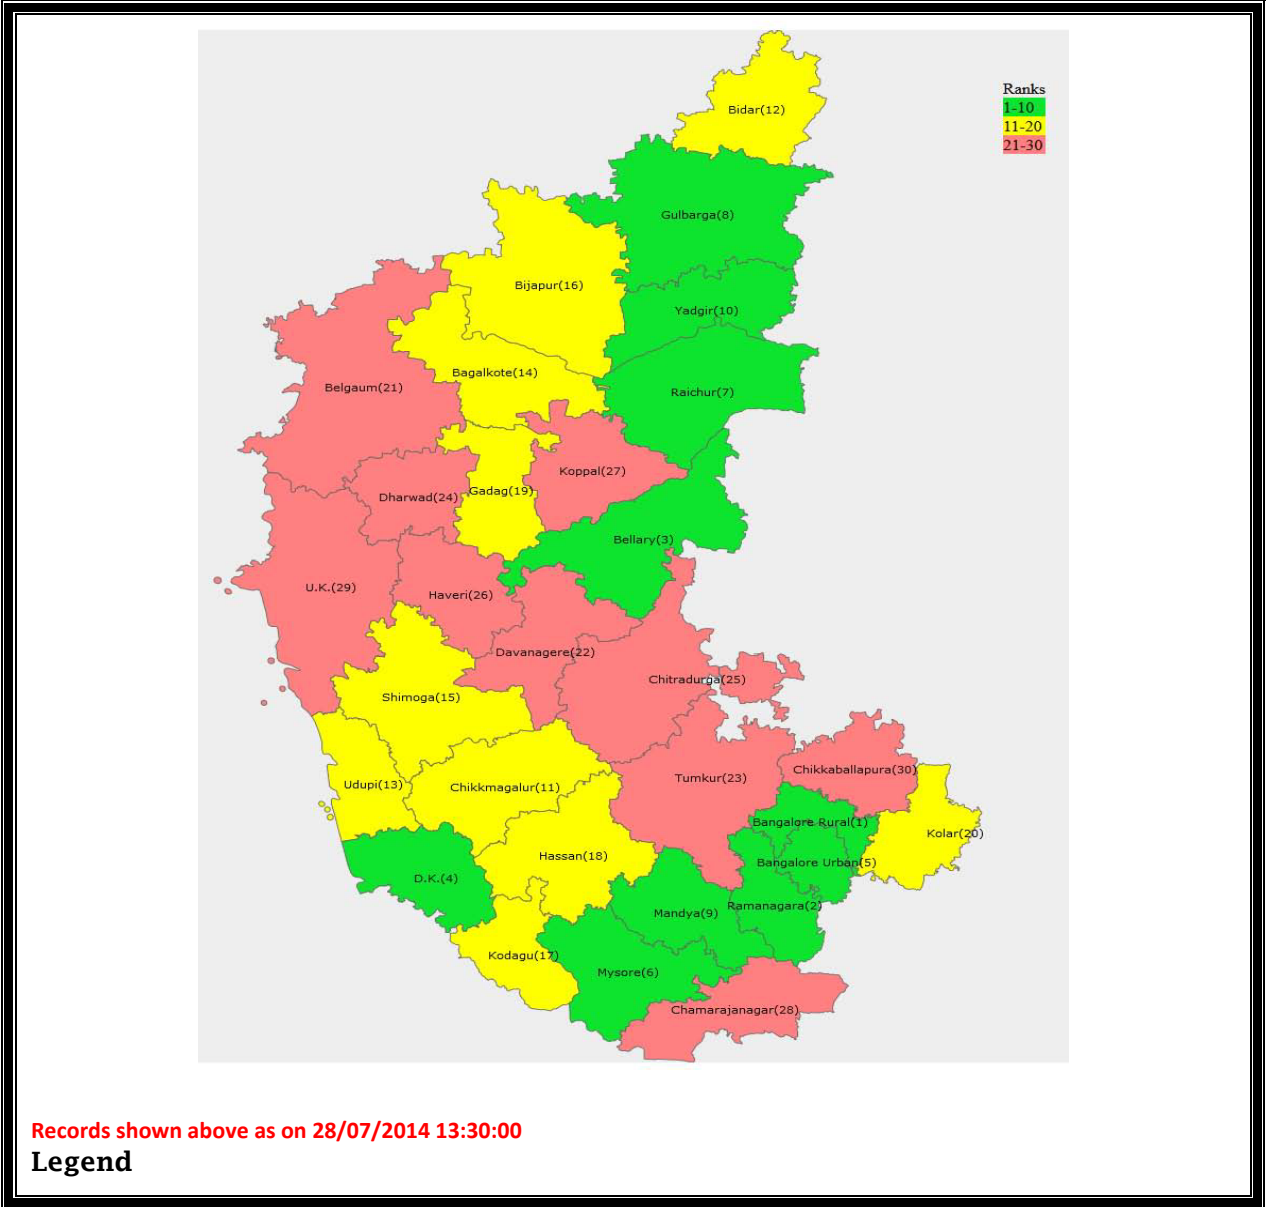 Ranks
1-10
11-20
21-30
Bidar(12)
Gulbarga(8)
Bijapur(16)
Yadgir(10)
Bagalkote(14)
Belgaum(21)
Raichur(7)
Koppal(27)
Gadag(19)
Dharwad(24)
Bellary(3)
U.K.(29)
Haveri(26)
Davanagere(22)
Chitradurga(25)
Shimoga(15)
Chikkaballapura(30)
Tumkur(23)
Udupi(13)
Chikkmagalur(11)
Bangalore Rural(1)
Kolar(20)
Hassan(18)
Bangalore Urban(5)
D.K.(4)
Ramanagara(2)
Mandya(9)
Kodagu(17)
Mysore(6)
Chamarajanagar(28)
Records shown above as on 28/07/2014 13:30:00
Legend